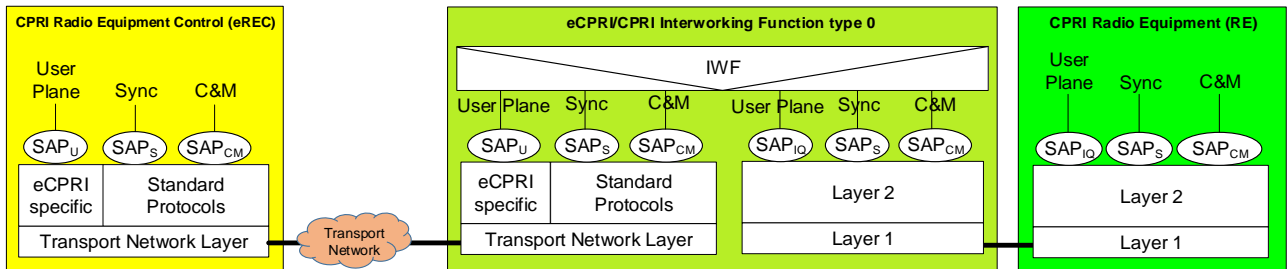 CPRI Radio Equipment Control (eREC)
User
Plane
Sync
C&M
SAPU
SAPS
SAPCM
eCPRI
specific
Standard
Protocols
Transport Network Layer
Transport
Network
eCPRI/CPRI Interworking Function type 0
IWF
User Plane
Sync
C&M
User Plane
Sync
C&M
SAPU
SAPS
SAPCM
SAPIQ
SAPS
SAPCM
eCPRI
specific
Standard
Protocols
Transport Network Layer
Layer 2
Layer 1
CPRI Radio Equipment (RE)
User
Plane
Sync
C&M
SAPIQ
SAPS
SAPCM
Layer 2
Layer 1